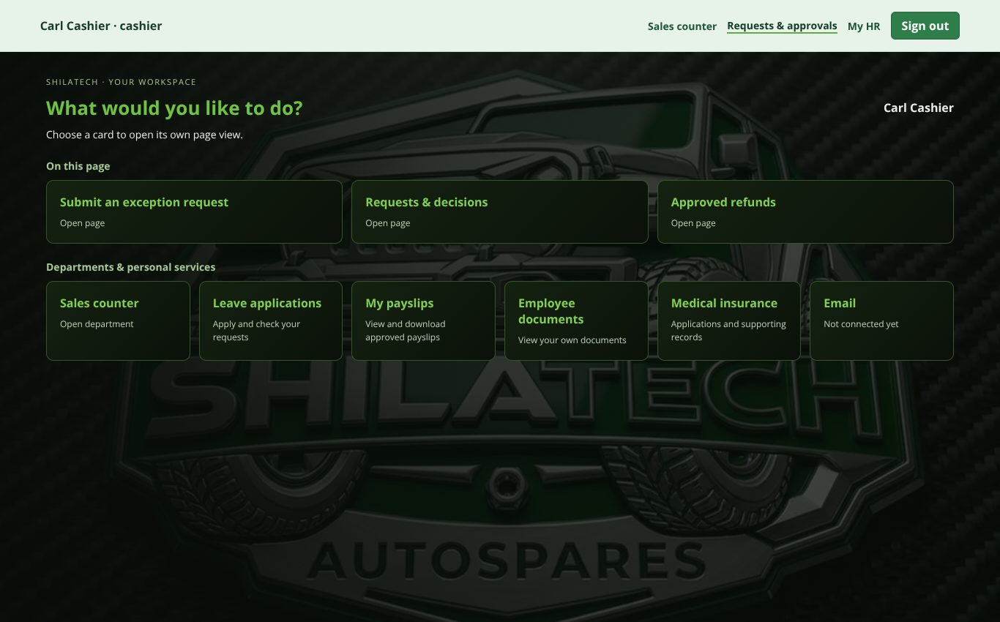 Carl Cashier · cashier
Sales counter
Requests & approvals
My HR
Sign out
SHILATECH · YOUR WORKSPACE
What would you like to do?
Carl Cashier
Choose a card to open its own page view.
On this page
Submit an exception request
Open page
Requests & decisions
Open page
Approved refunds
Open page
Departments & personal services
Sales counter
Open department
Leave applications
Apply and check your
requests
My payslips
View and download
approved payslips
Employee
documents
View your own documents
Medical insurance
Applications and supporting
records
Email
Not connected yet
SHILATECH
AUTOSPARES